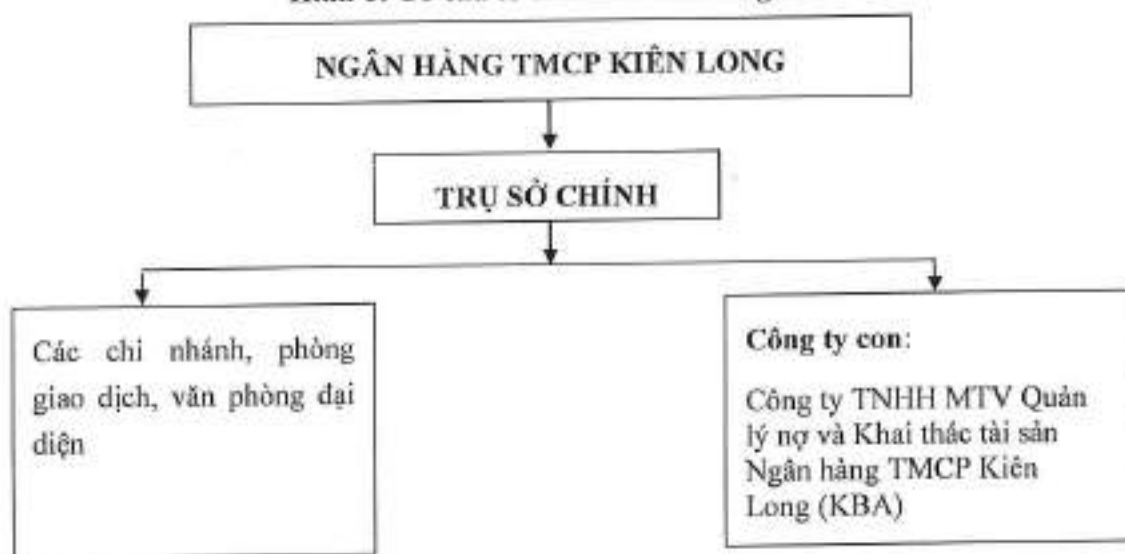 NGÂN HÀNG TMCP KIÊN LONG
TRỤ SỞ CHÍNH
Các chi nhánh, phòng
giao dịch, văn phòng đại
diện
Công ty con:
Công ty TNHH MTV Quản
lý nợ và Khai thác tài sản
Ngân hàng TMCP Kiên
Long (KBA)